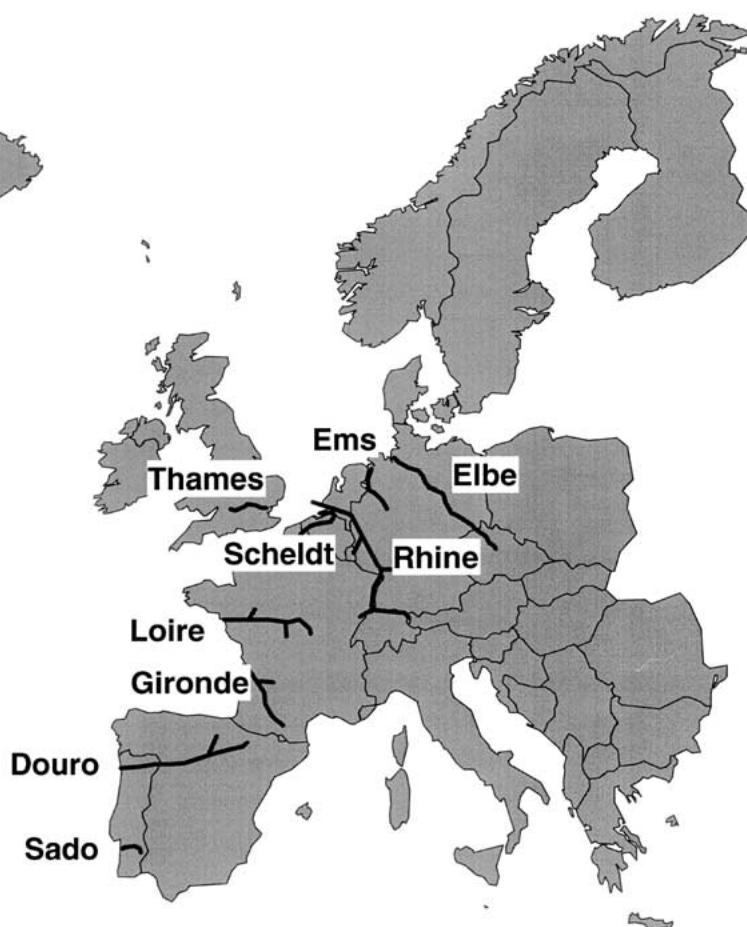 Ems
Elbe
Thames
Scheldt
Rhine
Loire
Gironde
Douro
Sado